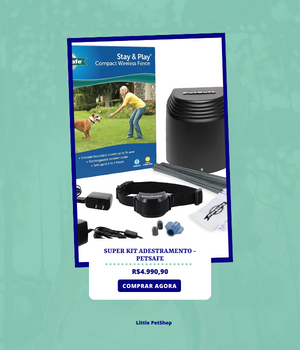 Stay & Play
Compact Wireless Fence
SUPER KIT ADESTRAMENTO –
PETSAFE
R$4.990,90
COMPRAR AGORA
Little PetShop